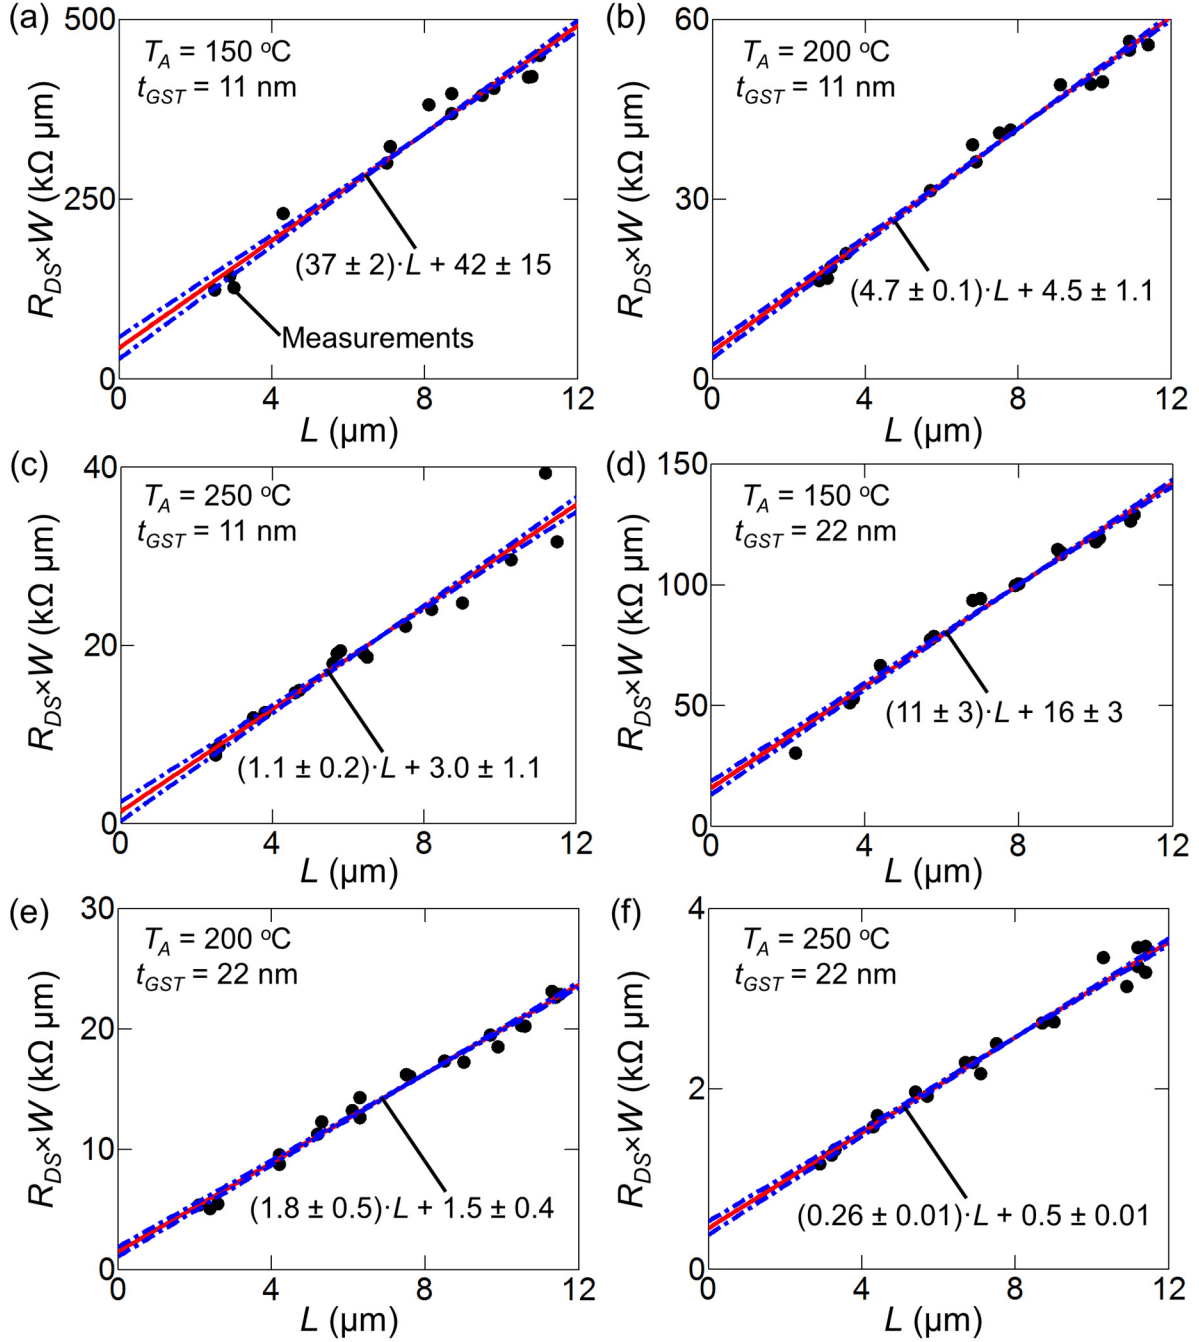 (a)
T_A = 150 °C
t_GST = 11 nm
500
250
0
R_DS×W (kΩ µm)
(37 ± 2)·L + 42 ± 15
Measurements
0 4 8 12
L (µm)
(b)
T_A = 200 °C
t_GST = 11 nm
60
30
0
R_DS×W (kΩ µm)
(4.7 ± 0.1)·L + 4.5 ± 1.1
0 4 8 12
L (µm)
(c)
T_A = 250 °C
t_GST = 11 nm
40
20
0
R_DS×W (kΩ µm)
(1.1 ± 0.2)·L + 3.0 ± 1.1
0 4 8 12
L (µm)
(d)
T_A = 150 °C
t_GST = 22 nm
150
100
50
0
R_DS×W (kΩ µm)
(11 ± 3)·L + 16 ± 3
0 4 8 12
L (µm)
(e)
T_A = 200 °C
t_GST = 22 nm
30
20
10
0
R_DS×W (kΩ µm)
(1.8 ± 0.5)·L + 1.5 ± 0.4
0 4 8 12
L (µm)
(f)
T_A = 250 °C
t_GST = 22 nm
4
2
0
R_DS×W (kΩ µm)
(0.26 ± 0.01)·L + 0.5 ± 0.01
0 4 8 12
L (µm)